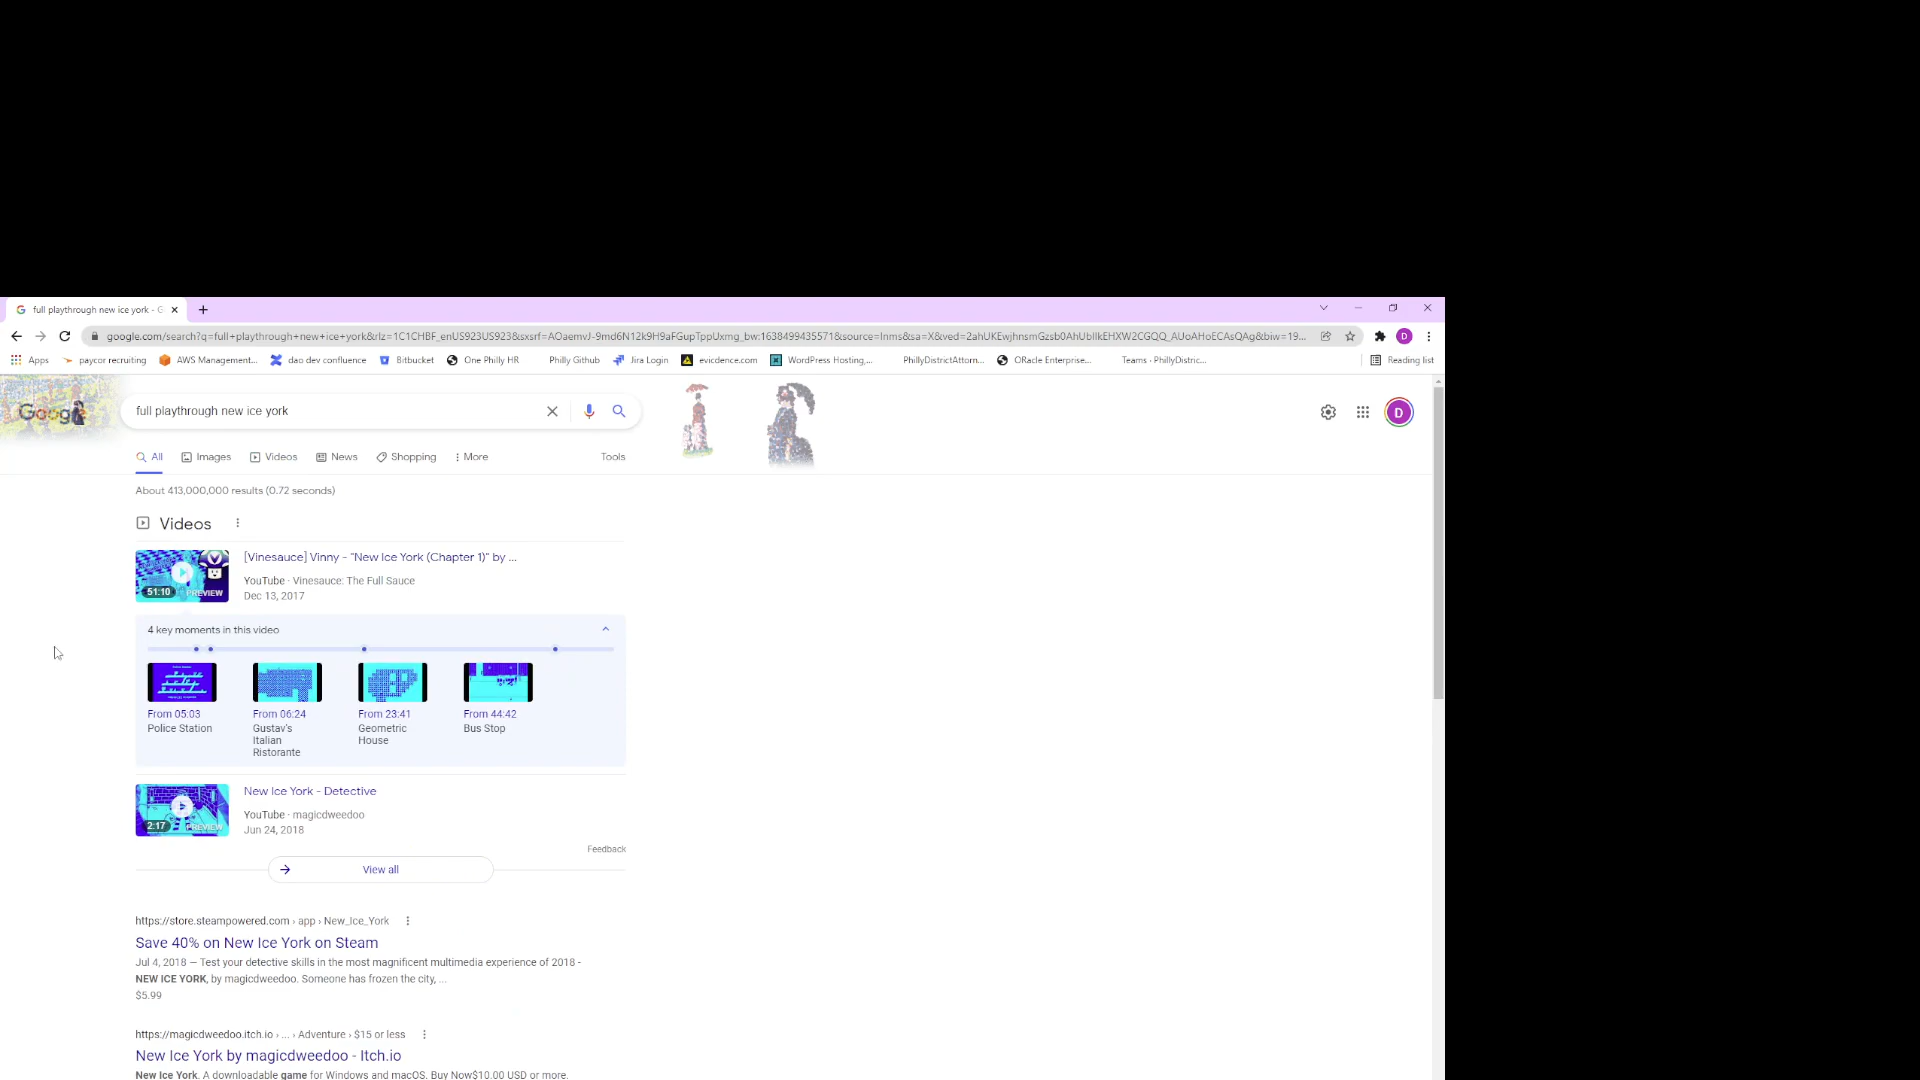 full playthrough new ice york - G
google.com/search?q=full+playthrough+new+ice+york&rlz=1C1CHBF_enUS923US923&sxsrf=AOaemvJ-9md6N12k9H9aFGupTppUxmg_bw:1638499435571&source=lnms&sa=X&ved=2ahUKEwjhnsmGzsb0AhUbIIkEHXW2CGQQ_AUoAHoECAsQAg&biw=19...
Apps paycor recruiting AWS Management... dao dev confluence Bitbucket One Philly HR Philly Github Jira Login evicdence.com WordPress Hosting,... PhillyDistrictAttorn... ORacle Enterprise... Teams · PhillyDistric... Reading list
Google
full playthrough new ice york
D
All Images Videos News Shopping More Tools
About 413,000,000 results (0.72 seconds)
Videos
[Vinesauce] Vinny - "New Ice York (Chapter 1)" by ...
YouTube · Vinesauce: The Full Sauce
Dec 13, 2017
51:10 PREVIEW
4 key moments in this video
From 05:03 From 06:24 From 23:41 From 44:42
Police Station Gustav's Geometric Bus Stop
Italian House
Ristorante
New Ice York - Detective
YouTube · magicdweedoo
Jun 24, 2018
2:17 PREVIEW
Feedback
View all
https://store.steampowered.com › app › New_Ice_York
Save 40% on New Ice York on Steam
Jul 4, 2018 — Test your detective skills in the most magnificent multimedia experience of 2018 -
NEW ICE YORK, by magicdweedoo. Someone has frozen the city, ...
$5.99
https://magicdweedoo.itch.io › ... › Adventure › $15 or less
New Ice York by magicdweedoo - Itch.io
New Ice York. A downloadable game for Windows and macOS. Buy Now$10.00 USD or more.